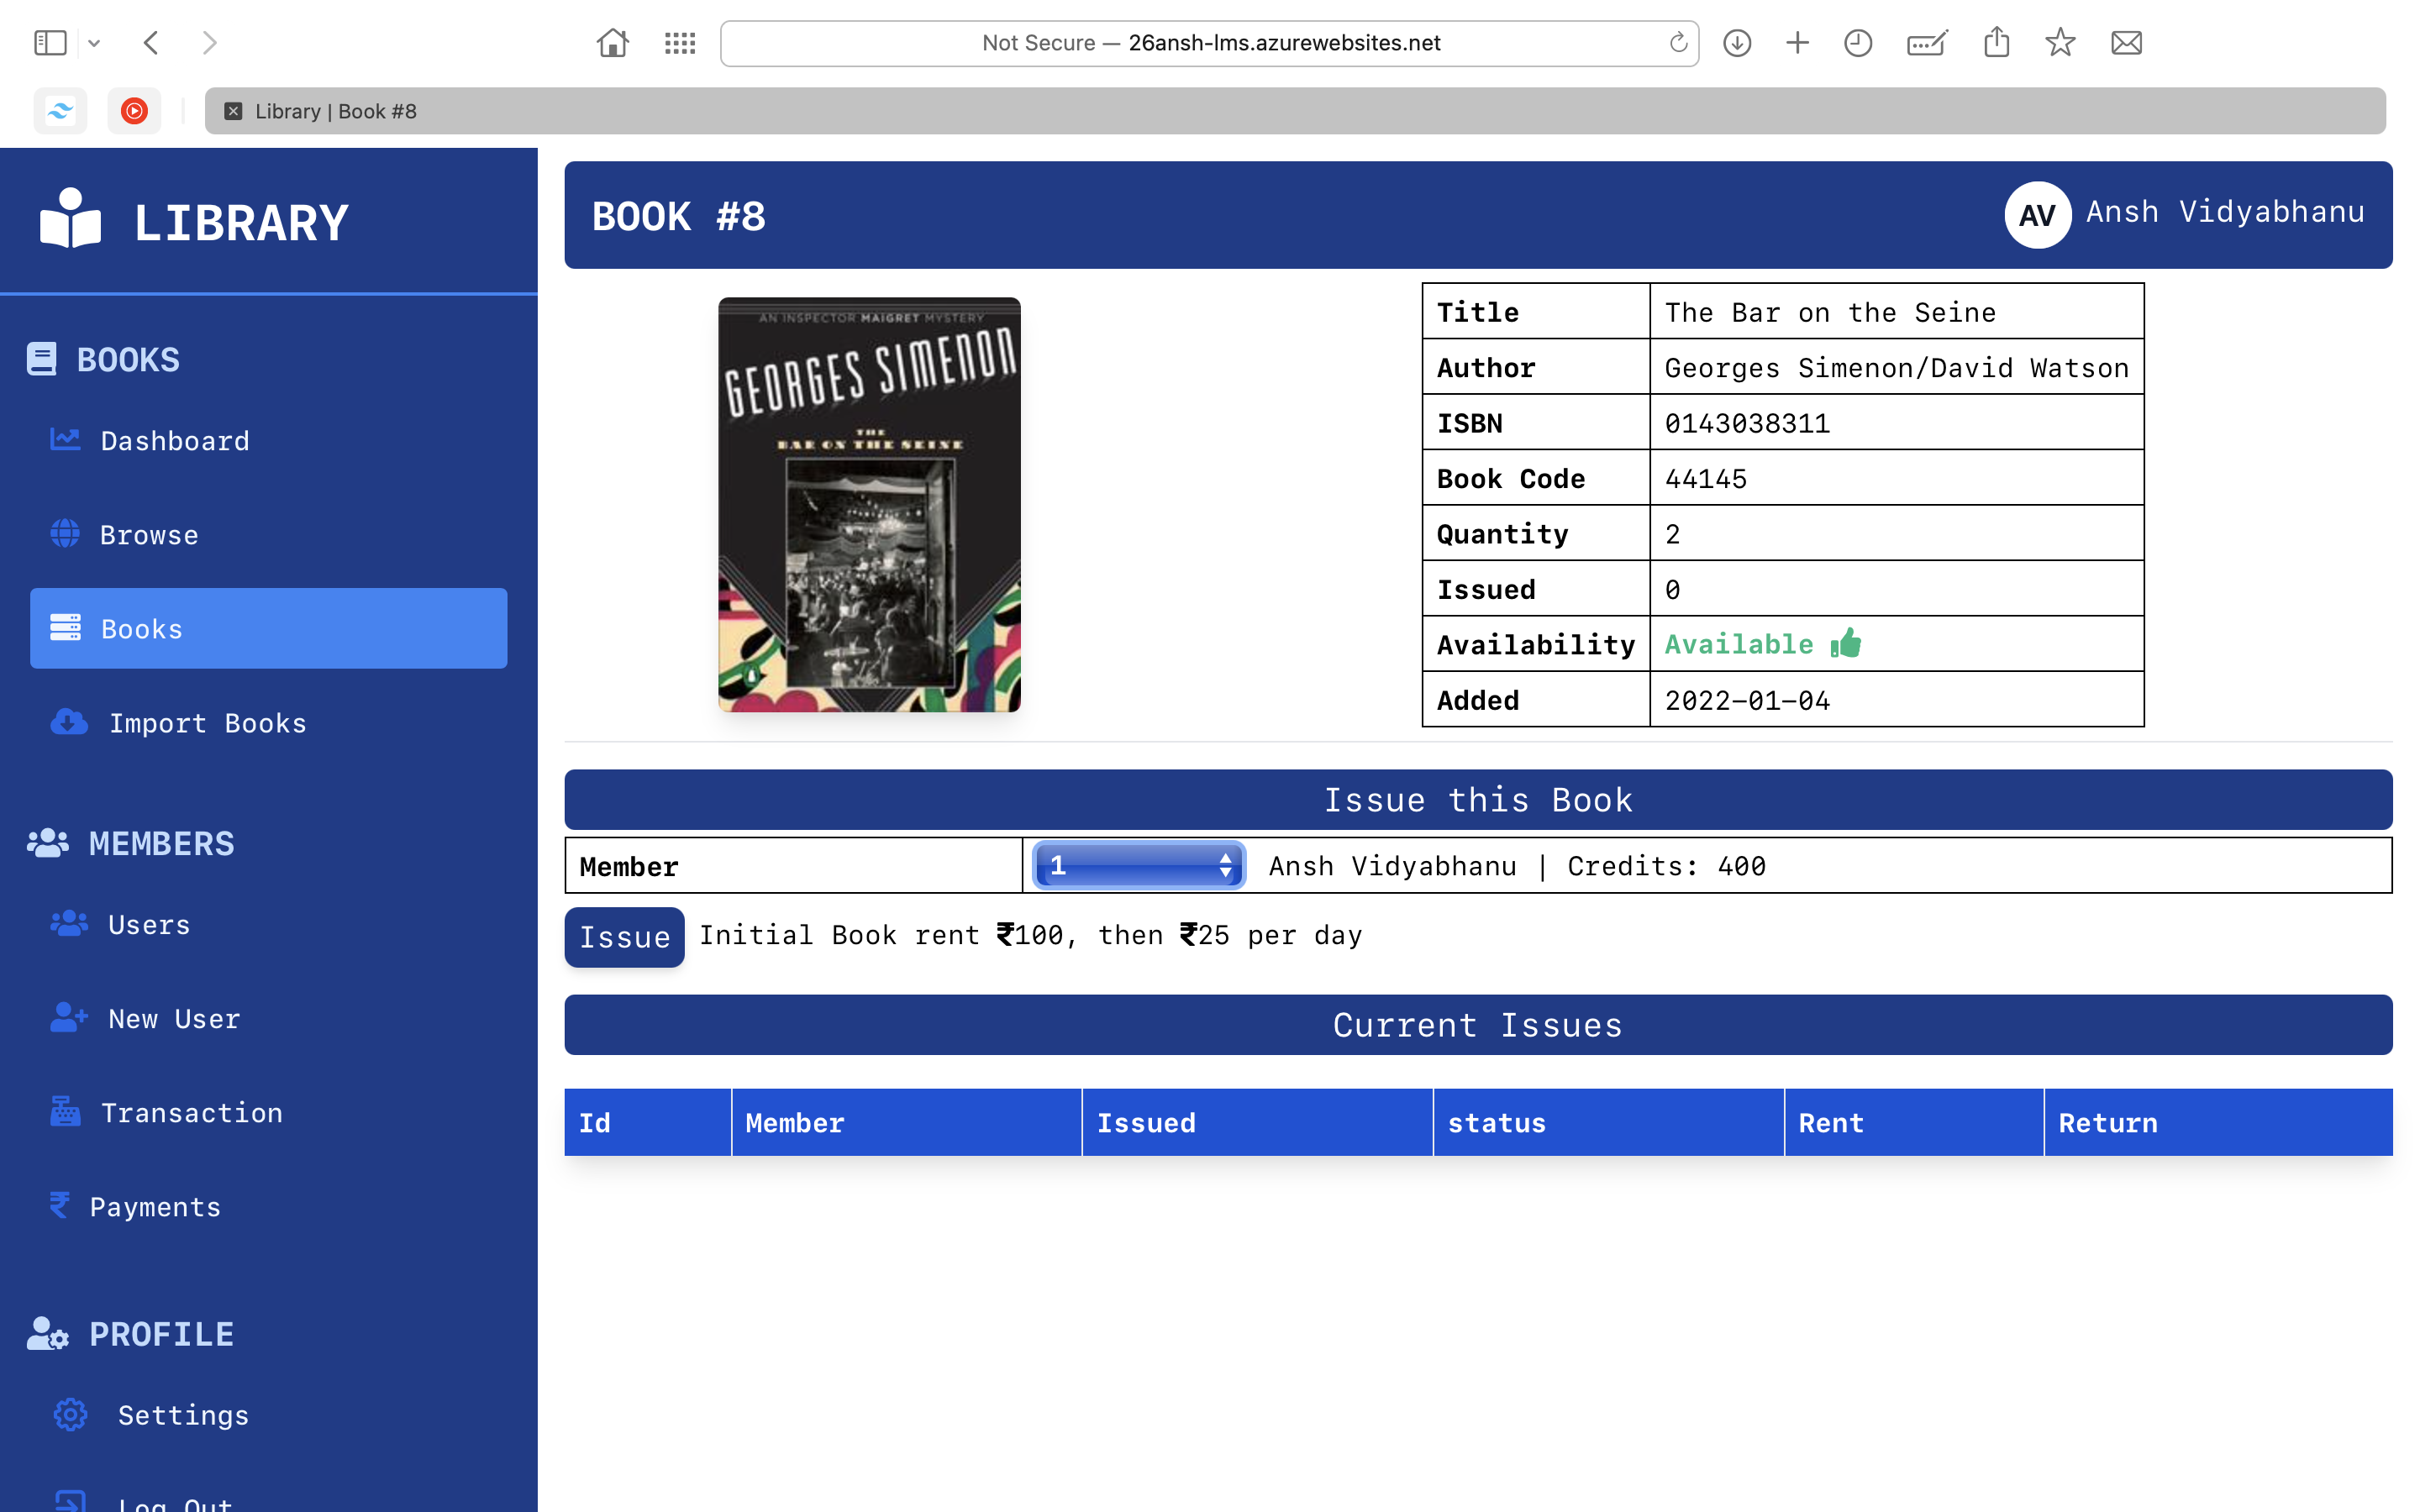 Not Secure — 26ansh-lms.azurewebsites.net
Library | Book #8
LIBRARY
BOOKS
Dashboard
Browse
Books
Import Books
MEMBERS
Users
New User
Transaction
Payments
PROFILE
Settings
Log Out
BOOK #8
AV Ansh Vidyabhanu
AN INSPECTOR MAIGRET MYSTERY
GEORGES SIMENON
THE
BAR ON THE SEINE
Title The Bar on the Seine
Author Georges Simenon/David Watson
ISBN 0143038311
Book Code 44145
Quantity 2
Issued 0
Availability Available
Added 2022-01-04
Issue this Book
Member 1 Ansh Vidyabhanu | Credits: 400
Issue Initial Book rent ₹100, then ₹25 per day
Current Issues
Id Member Issued status Rent Return